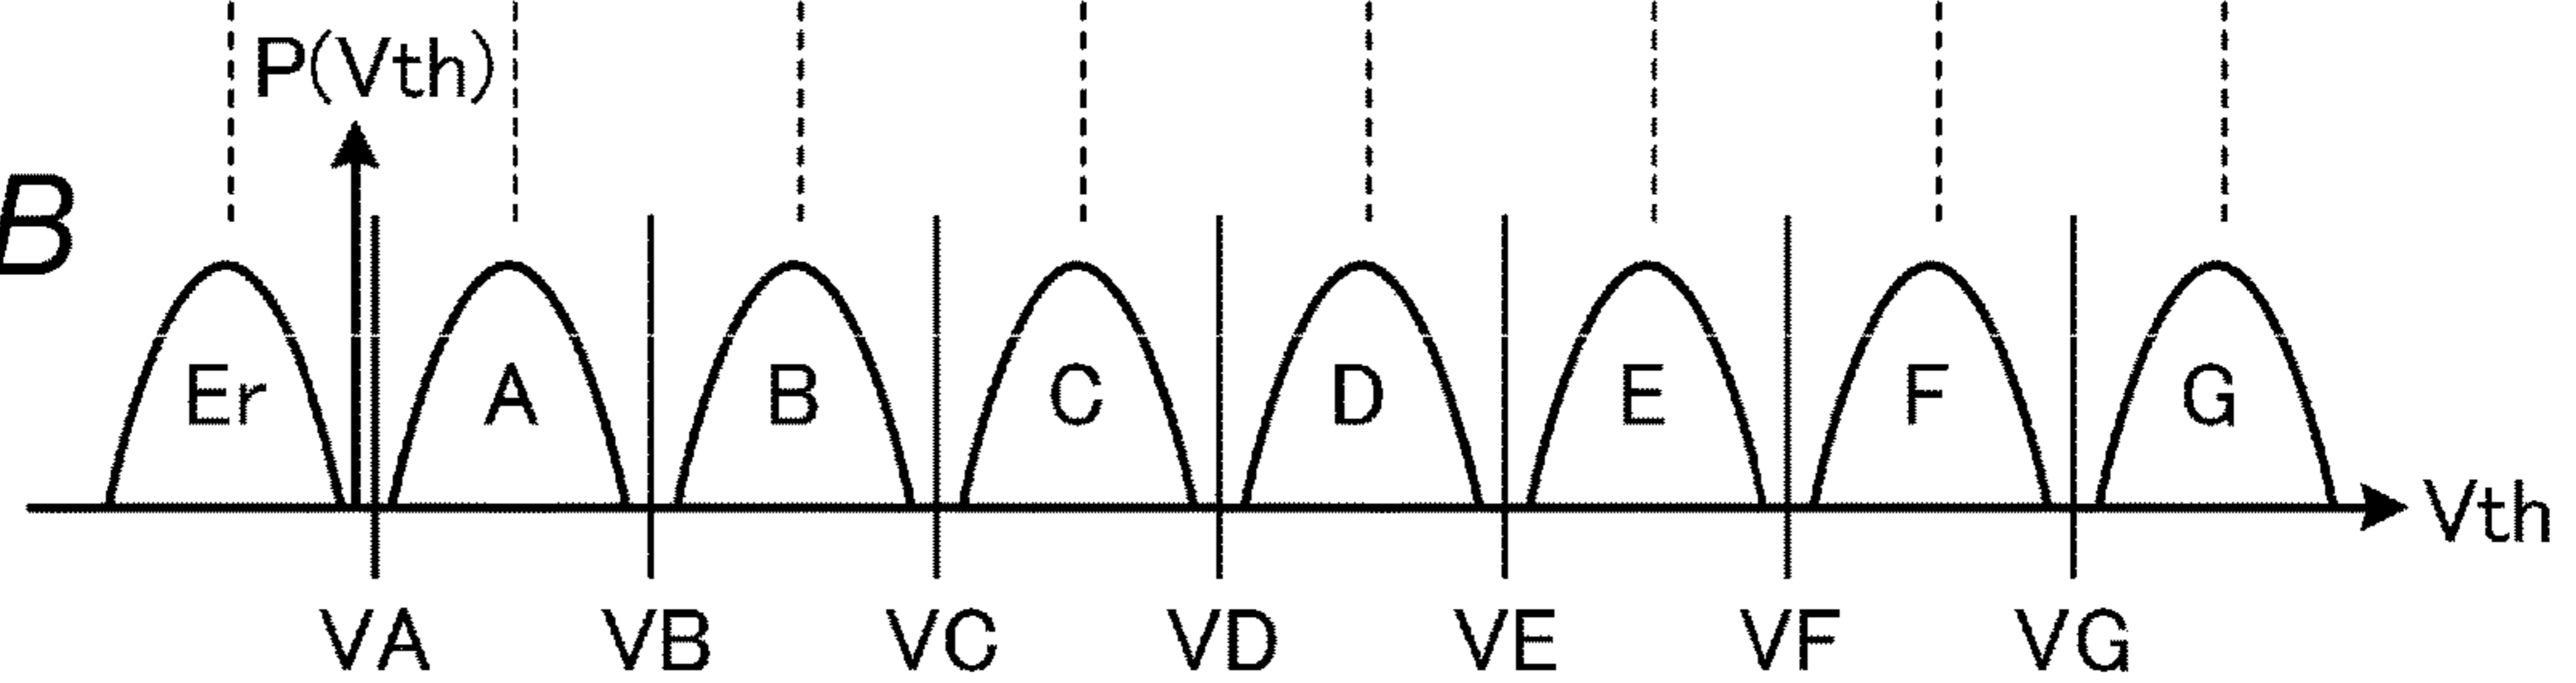 P(Vth)
B
Er A B C D E F G
Vth
VA VB VC VD VE VF VG